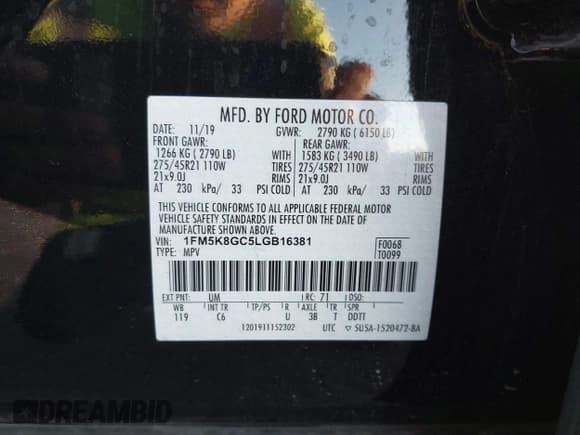 MFD. BY FORD MOTOR CO.
DATE: 11/19 GVWR: 2790 KG ( 6150 LB)
FRONT GAWR: REAR GAWR:
1266 KG ( 2790 LB) WITH 1583 KG ( 3490 LB) WITH
275/45R21 110W TIRES 275/45R21 110W TIRES
21x9.0J RIMS 21x9.0J RIMS
AT 230 kPa/ 33 PSI COLD AT 230 kPa/ 33 PSI COLD
THIS VEHICLE CONFORMS TO ALL APPLICABLE FEDERAL MOTOR
VEHICLE SAFETY STANDARDS IN EFFECT ON THE DATE OF
MANUFACTURE SHOWN ABOVE.
VIN: 1FM5K8GC5LGB16381 F0068
TYPE: MPV T0099
EXT PNT: UM RC: 71 DSO:
WB INT TR TP/PS R AXLE TR SPR
119 C6 U 3B T DDTT
1201911152302 UTC ▽ 5U5A-1520472-BA
DREAMBID